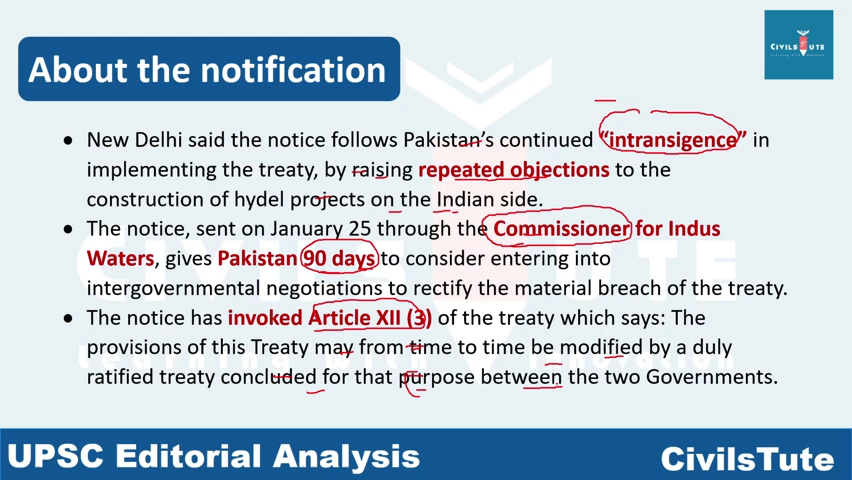 CIVILSTUTE
About the notification
• New Delhi said the notice follows Pakistan's continued "intransigence" in
implementing the treaty, by raising repeated objections to the
construction of hydel projects on the Indian side.
• The notice, sent on January 25 through the Commissioner for Indus
Waters, gives Pakistan 90 days to consider entering into
intergovernmental negotiations to rectify the material breach of the treaty.
• The notice has invoked Article XII (3) of the treaty which says: The
provisions of this Treaty may from time to time be modified by a duly
ratified treaty concluded for that purpose between the two Governments.
CIVILSTUTE
learning with innovation
UPSC Editorial Analysis
CivilsTute